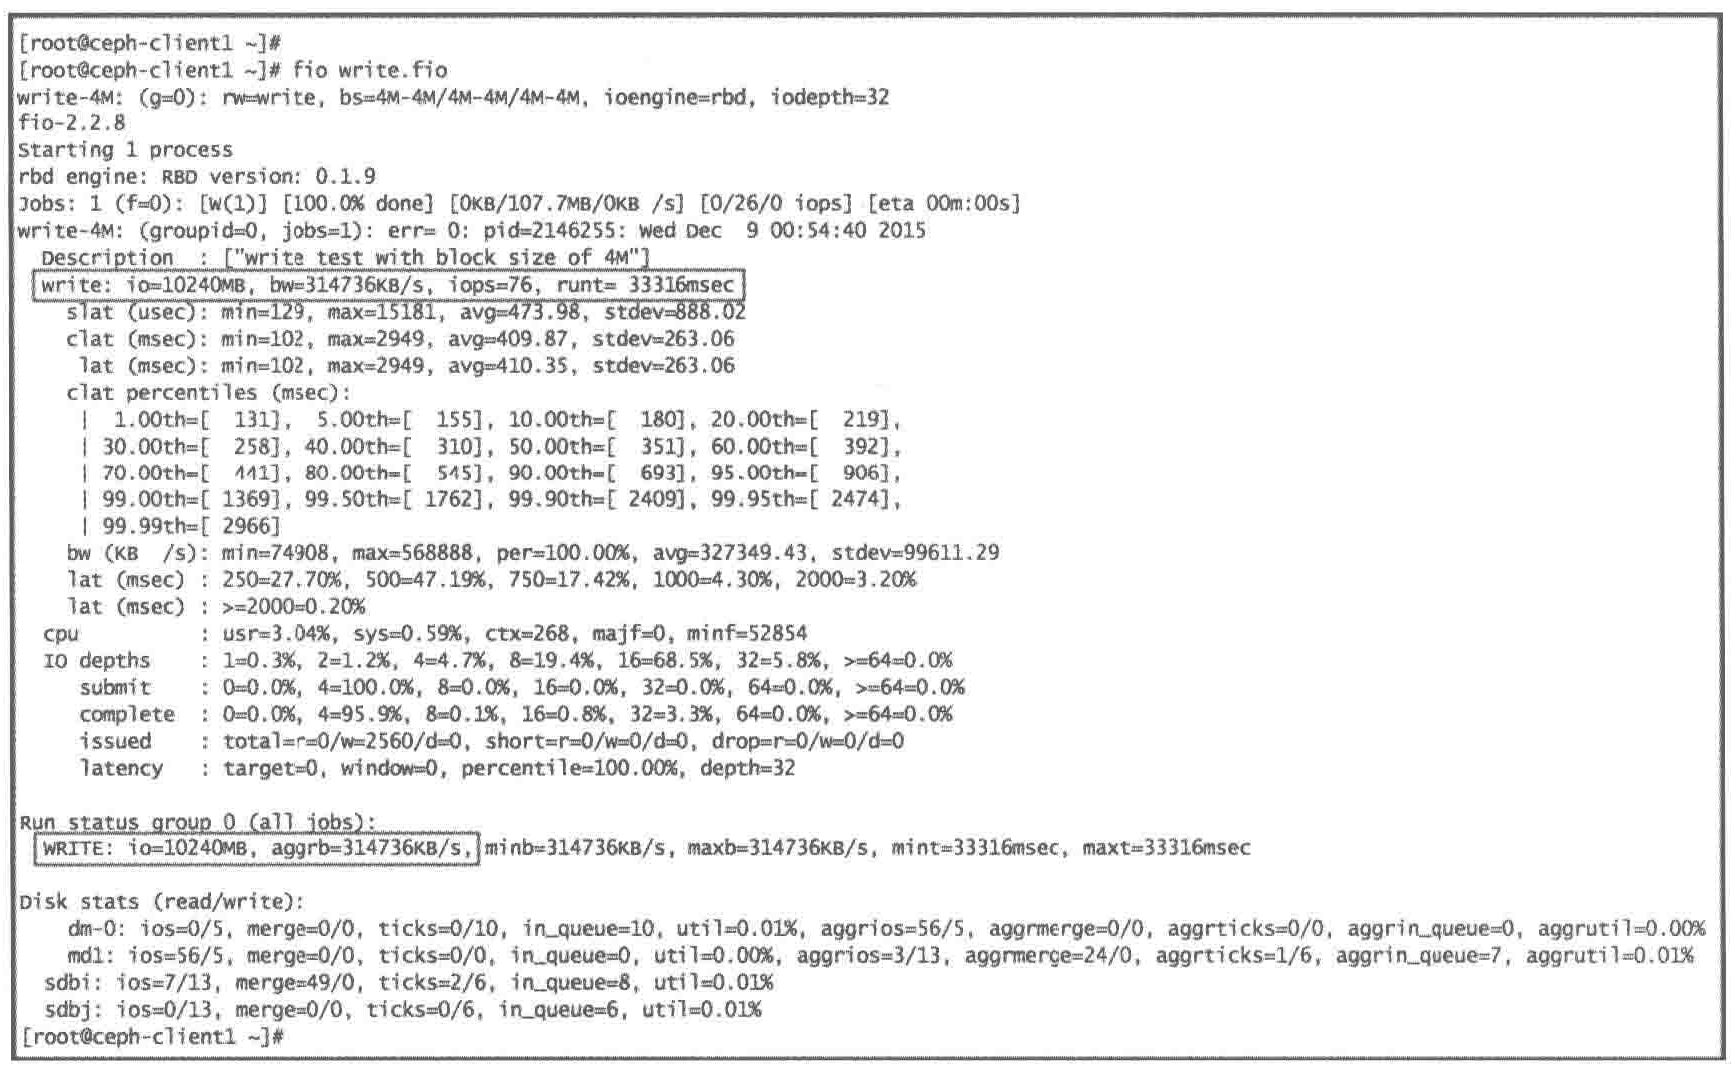 [root@ceph-client1 ~]#
[root@ceph-client1 ~]# fio write.fio
write-4M: (g=0): rw=write, bs=4M-4M/4M-4M/4M-4M, ioengine=rbd, iodepth=32
fio-2.2.8
Starting 1 process
rbd engine: RBD version: 0.1.9
Jobs: 1 (f=0): [W(1)] [100.0% done] [0KB/107.7MB/0KB /s] [0/26/0 iops] [eta 00m:00s]
write-4M: (groupid=0, jobs=1): err= 0: pid=2146255: Wed Dec  9 00:54:40 2015
  Description  : ["write test with block size of 4M"]
  write: io=10240MB, bw=314736KB/s, iops=76, runt= 33316msec
    slat (usec): min=129, max=15181, avg=473.98, stdev=888.02
    clat (msec): min=102, max=2949, avg=409.87, stdev=263.06
     lat (msec): min=102, max=2949, avg=410.35, stdev=263.06
    clat percentiles (msec):
     |  1.00th=[  131],  5.00th=[  155], 10.00th=[  180], 20.00th=[  219],
     | 30.00th=[  258], 40.00th=[  310], 50.00th=[  351], 60.00th=[  392],
     | 70.00th=[  441], 80.00th=[  545], 90.00th=[  693], 95.00th=[  906],
     | 99.00th=[ 1369], 99.50th=[ 1762], 99.90th=[ 2409], 99.95th=[ 2474],
     | 99.99th=[ 2966]
    bw (KB  /s): min=74908, max=568888, per=100.00%, avg=327349.43, stdev=99611.29
    lat (msec) : 250=27.70%, 500=47.19%, 750=17.42%, 1000=4.30%, 2000=3.20%
    lat (msec) : >=2000=0.20%
  cpu          : usr=3.04%, sys=0.59%, ctx=268, majf=0, minf=52854
  IO depths    : 1=0.3%, 2=1.2%, 4=4.7%, 8=19.4%, 16=68.5%, 32=5.8%, >=64=0.0%
     submit    : 0=0.0%, 4=100.0%, 8=0.0%, 16=0.0%, 32=0.0%, 64=0.0%, >=64=0.0%
     complete  : 0=0.0%, 4=95.9%, 8=0.1%, 16=0.8%, 32=3.3%, 64=0.0%, >=64=0.0%
     issued    : total=r=0/w=2560/d=0, short=r=0/w=0/d=0, drop=r=0/w=0/d=0
     latency   : target=0, window=0, percentile=100.00%, depth=32
Run status group 0 (all jobs):
  WRITE: io=10240MB, aggrb=314736KB/s, minb=314736KB/s, maxb=314736KB/s, mint=33316msec, maxt=33316msec
Disk stats (read/write):
    dm-0: ios=0/5, merge=0/0, ticks=0/10, in_queue=10, util=0.01%, aggrios=56/5, aggrmerge=0/0, aggrticks=0/0, aggrin_queue=0, aggrutil=0.00%
    md1: ios=56/5, merge=0/0, ticks=0/0, in_queue=0, util=0.00%, aggrios=3/13, aggrmerge=24/0, aggrticks=1/6, aggrin_queue=7, aggrutil=0.01%
  sdbi: ios=7/13, merge=49/0, ticks=2/6, in_queue=8, util=0.01%
  sdbj: ios=0/13, merge=0/0, ticks=0/6, in_queue=6, util=0.01%
[root@ceph-client1 ~]#